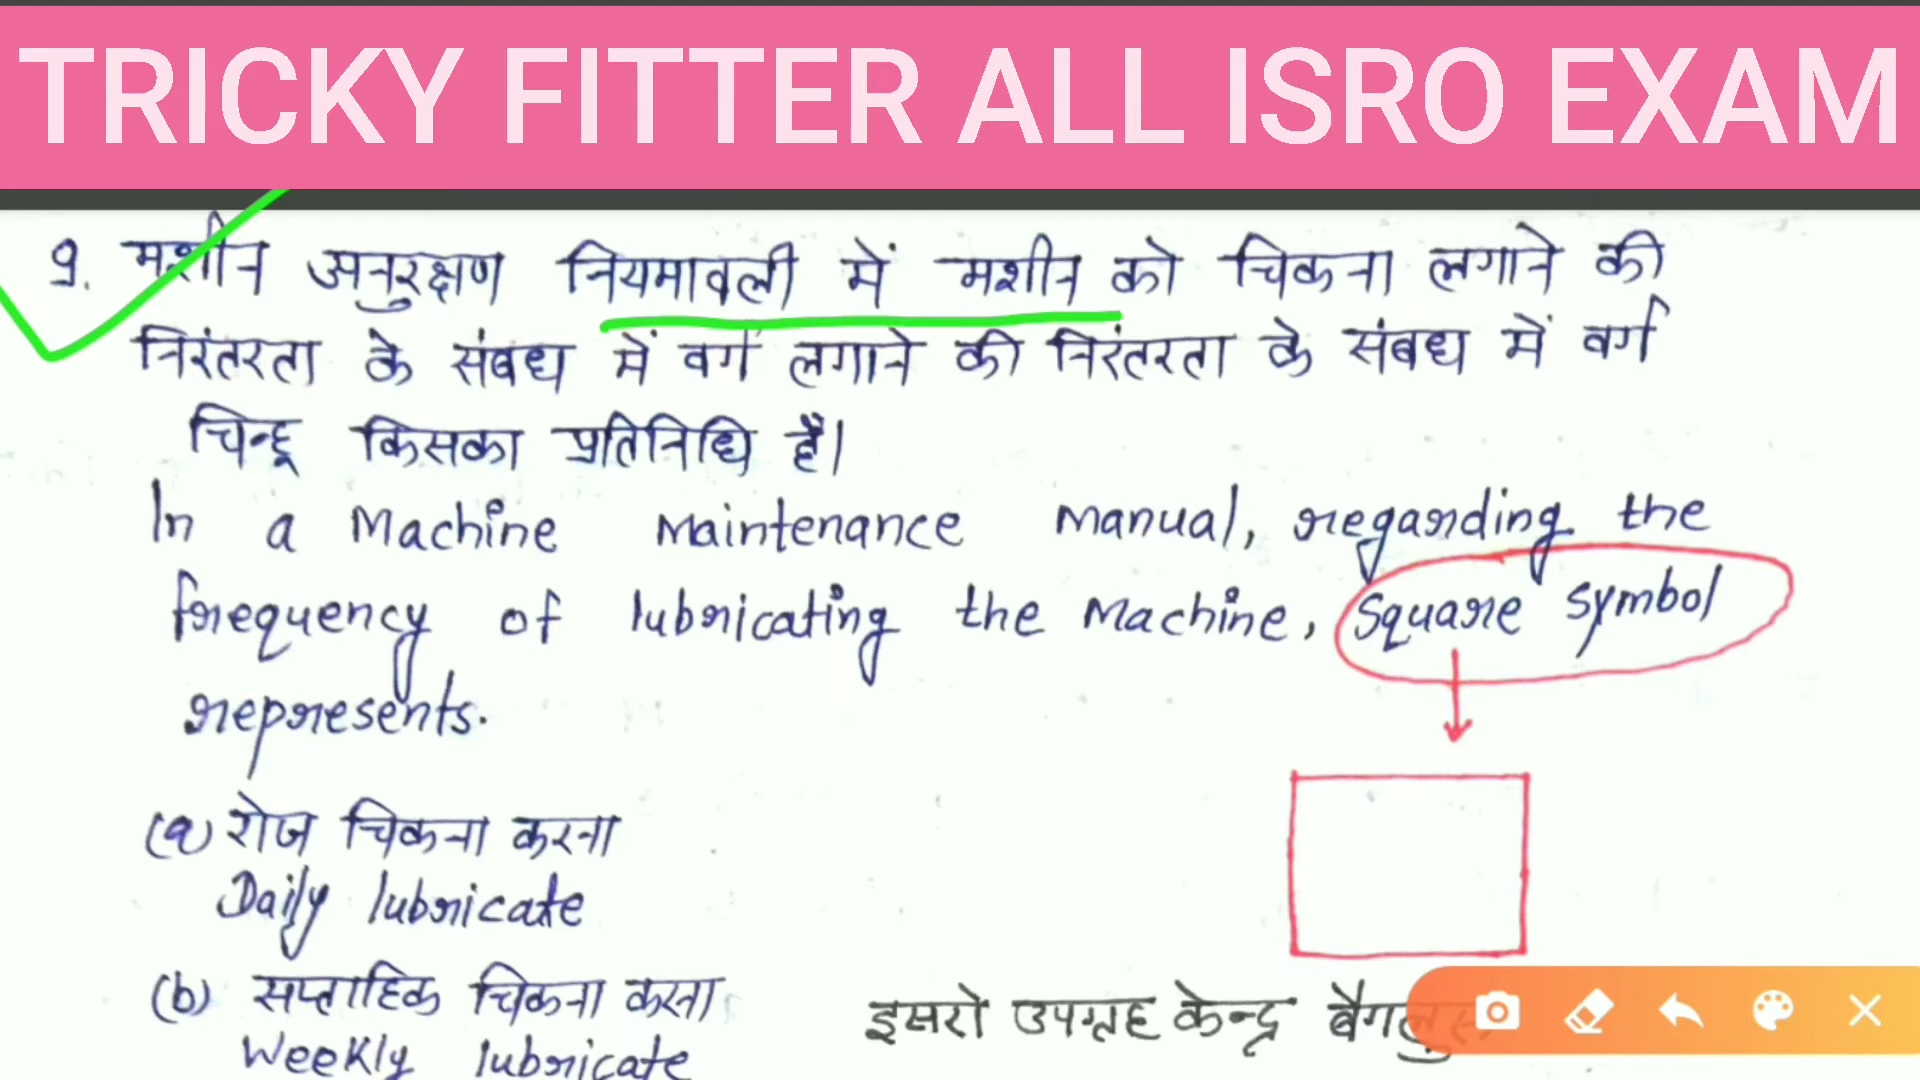 TRICKY FITTER ALL ISRO EXAM
9. मशीन अनुरक्षण नियमावली में मशीन को चिकना लगाने की
निरंतरता के संबध में वर्ग लगाने की निरंतरता के संबध में वर्ग
चिन्ह किसका प्रतिनिधि है।
In a Machine Maintenance Manual, regarding the
frequency of lubricating the Machine, Square symbol
represents.
(a) रोज चिकना करना
Daily lubricate
(b) सप्ताहिक चिकना करना
Weekly lubricate
इसरो उपग्रह केन्द्र